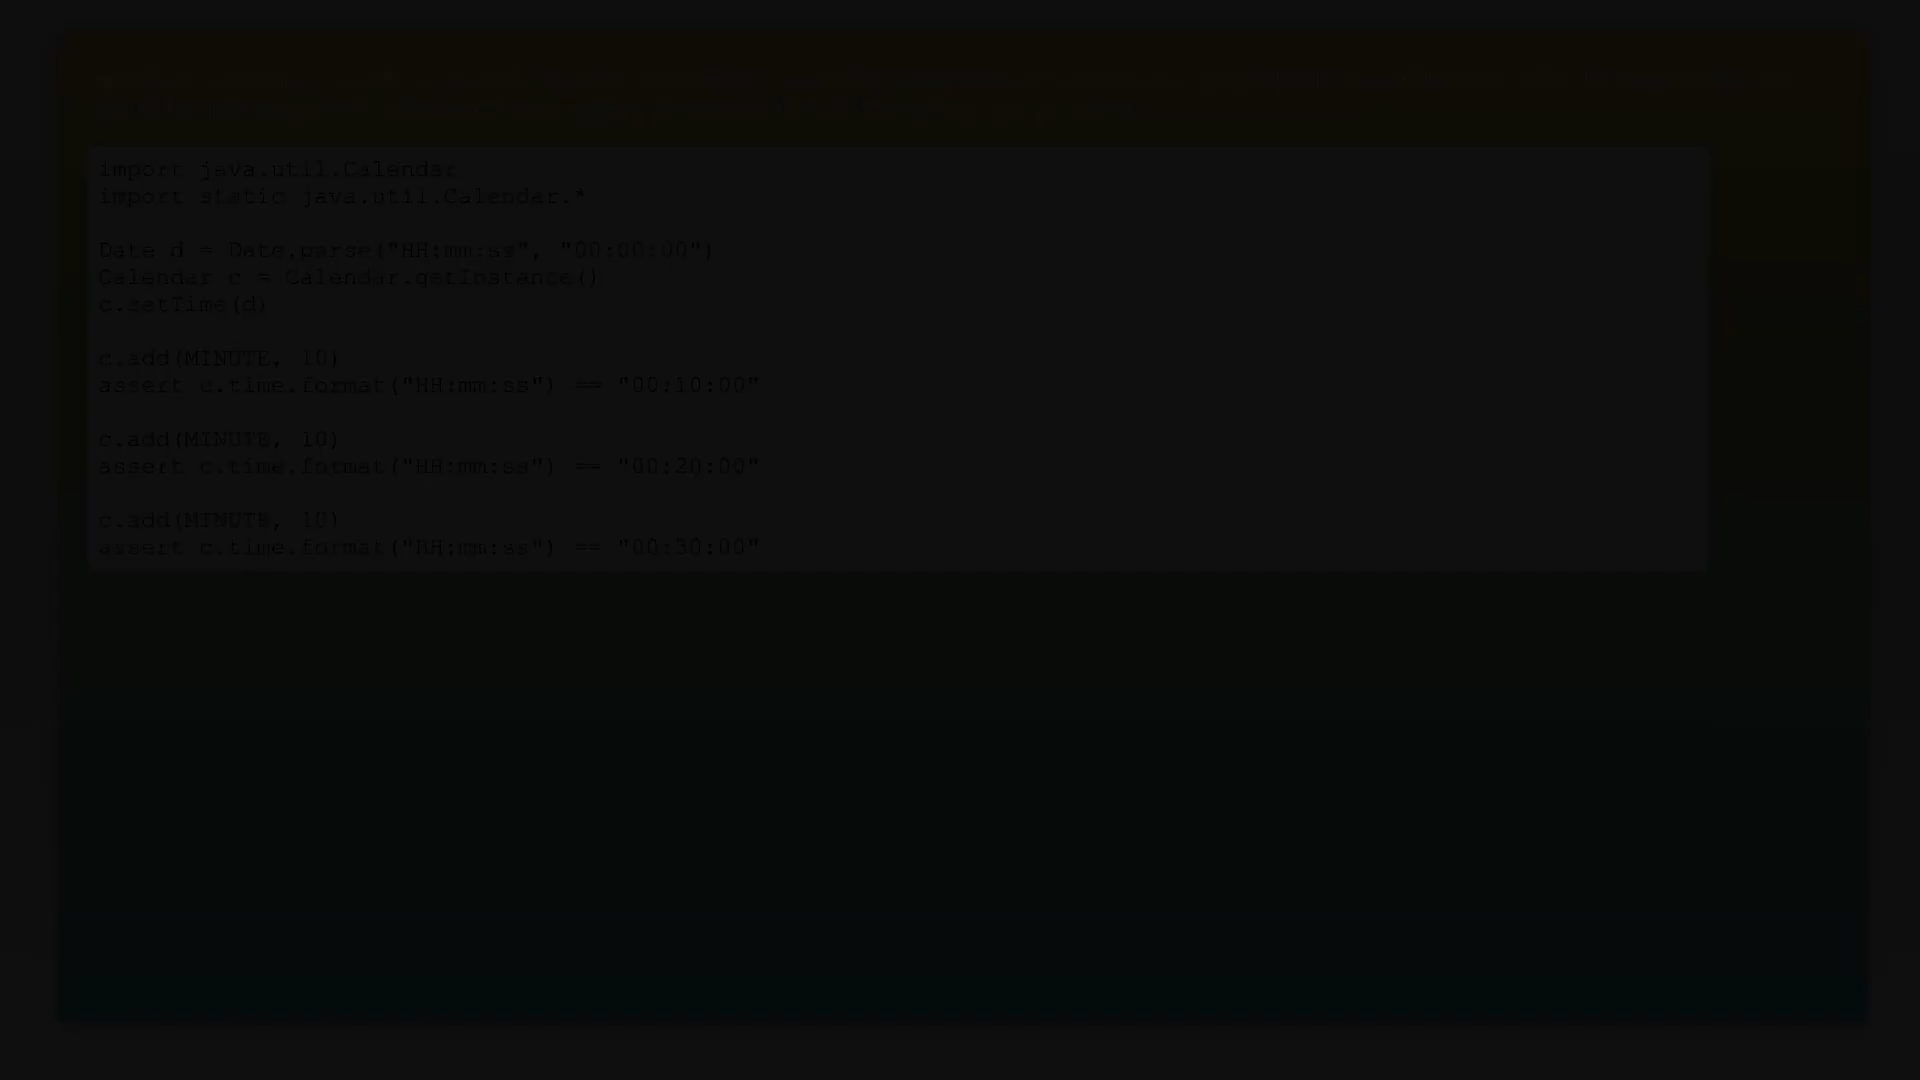 import java.util.Calendar
import static java.util.Calendar.*
Date d = Date.parse("HH:mm:ss", "00:00:00")
Calendar c = Calendar.getInstance()
c.setTime(d)
c.add(MINUTE, 10)
assert c.time.format("HH:mm:ss") == "00:10:00"
c.add(MINUTE, 10)
assert c.time.format("HH:mm:ss") == "00:20:00"
c.add(MINUTE, 10)
assert c.time.format("HH:mm:ss") == "00:30:00"